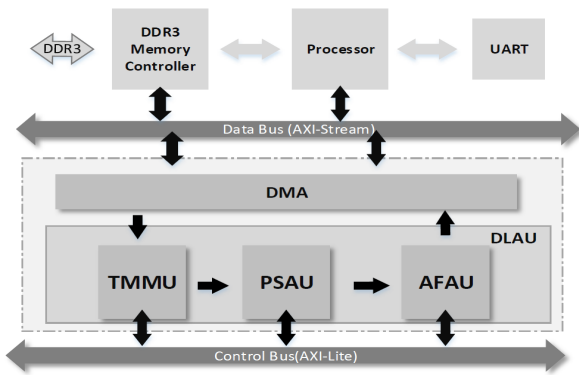 DDR3
DDR3
Memory
Controller
Processor
UART
Data Bus (AXI-Stream)
DMA
DLAU
TMMU
PSAU
AFAU
Control Bus(AXI-Lite)